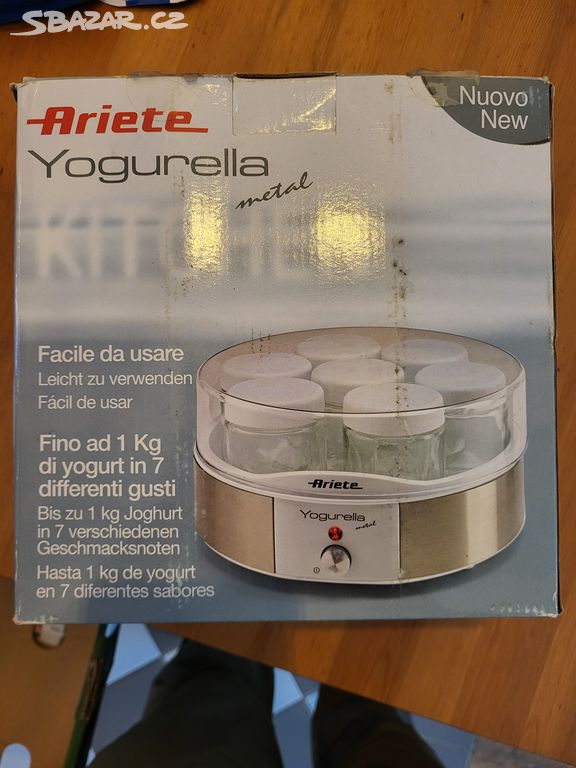 SBAZAR.CZ
Ariete
Nuovo
New
Yogurella
metal
KITCHE
Facile da usare
Leicht zu verwenden
Fácil de usar
Fino ad 1 Kg
di yogurt in 7
differenti gusti
Bis zu 1 kg Joghurt
in 7 verschiedenen
Geschmacksnoten
Hasta 1 kg de yogurt
en 7 diferentes sabores
Ariete
Yogurella
metal